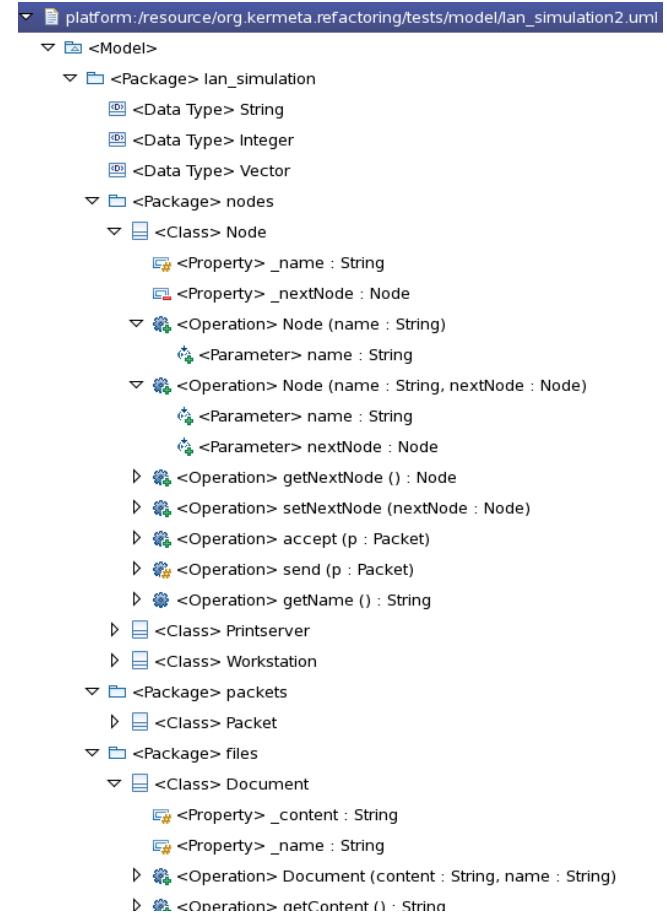 platform:/resource/org.kermeta.refactoring/tests/model/lan_simulation2.uml
<Model>
<Package> lan_simulation
<Data Type> String
<Data Type> Integer
<Data Type> Vector
<Package> nodes
<Class> Node
<Property> _name : String
<Property> _nextNode : Node
<Operation> Node (name : String)
<Parameter> name : String
<Operation> Node (name : String, nextNode : Node)
<Parameter> name : String
<Parameter> nextNode : Node
<Operation> getNextNode () : Node
<Operation> setNextNode (nextNode : Node)
<Operation> accept (p : Packet)
<Operation> send (p : Packet)
<Operation> getName () : String
<Class> Printserver
<Class> Workstation
<Package> packets
<Class> Packet
<Package> files
<Class> Document
<Property> _content : String
<Property> _name : String
<Operation> Document (content : String, name : String)
<Operation> getContent () : String